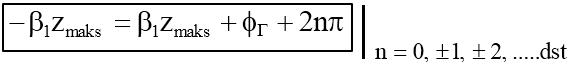 −β₁z_maks = β₁z_maks + ϕ_Γ + 2nπ
n = 0, ±1, ± 2, .....dst